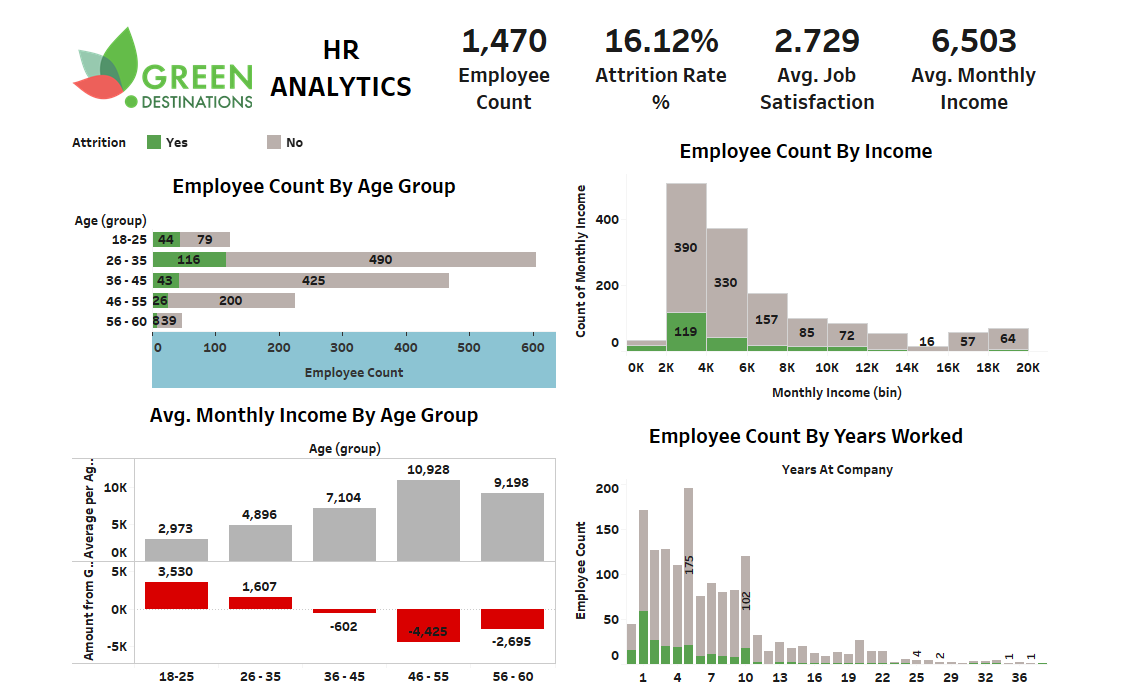 GREEN
DESTINATIONS
HR
ANALYTICS
1,470
Employee
Count
16.12%
Attrition Rate
%
2.729
Avg. Job
Satisfaction
6,503
Avg. Monthly
Income
Attrition Yes No
Employee Count By Age Group
Age (group)
18-25 44 79
26 - 35 116 490
36 - 45 43 425
46 - 55 26 200
56 - 60 8 39
0 100 200 300 400 500 600
Employee Count
Employee Count By Income
Count of Monthly Income
400
200
0
390
119
330
157
85
72
16
57
64
0K 2K 4K 6K 8K 10K 12K 14K 16K 18K 20K
Monthly Income (bin)
Avg. Monthly Income By Age Group
Age (group)
Average per Ag..
10K
5K
0K
2,973
4,896
7,104
10,928
9,198
Amount from G..
5K
0K
-5K
3,530
1,607
-602
-4,425
-2,695
18-25 26 - 35 36 - 45 46 - 55 56 - 60
Employee Count By Years Worked
Years At Company
Employee Count
200
150
100
50
0
175
102
4
2
1
1
1 4 7 10 13 16 19 22 25 28 32 36